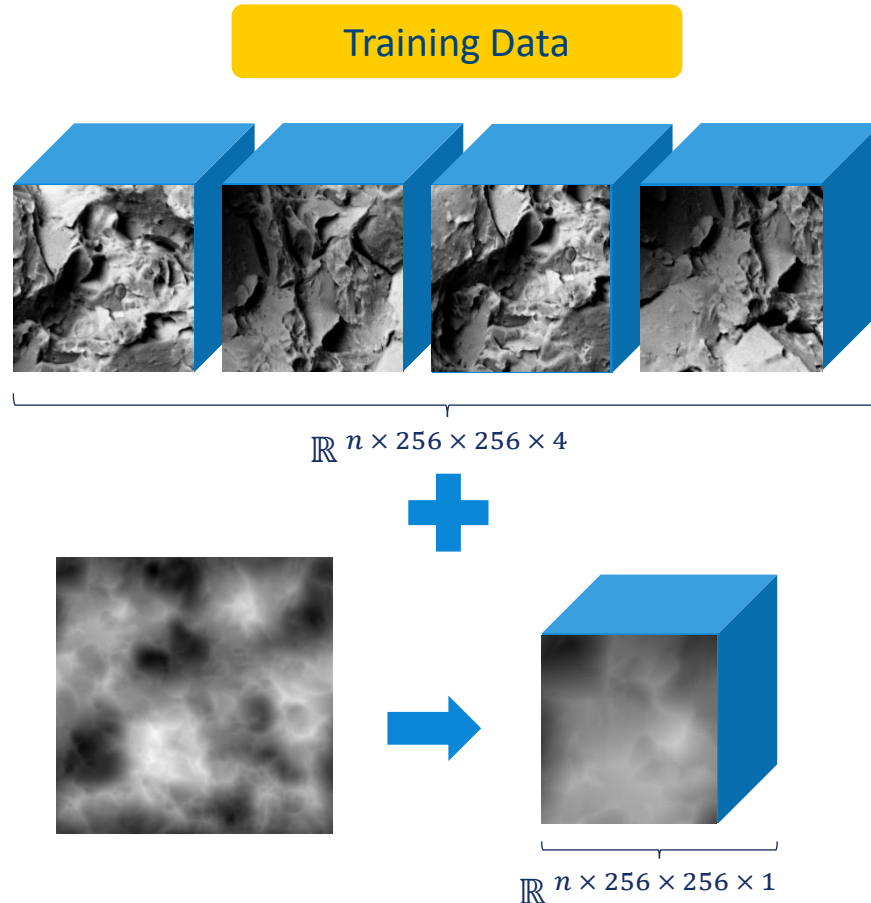 Training Data
ℝ n × 256 × 256 × 4
ℝ n × 256 × 256 × 1